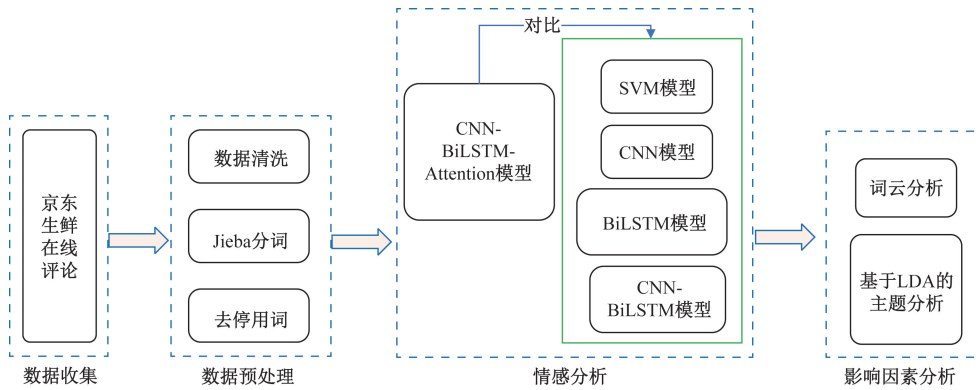 京东
生鲜
在线
评论
数据收集
数据清洗
Jieba分词
去停用词
数据预处理
对比
CNN-
BiLSTM-
Attention模型
SVM模型
CNN模型
BiLSTM模型
CNN-
BiLSTM模型
情感分析
词云分析
基于LDA的
主题分析
影响因素分析